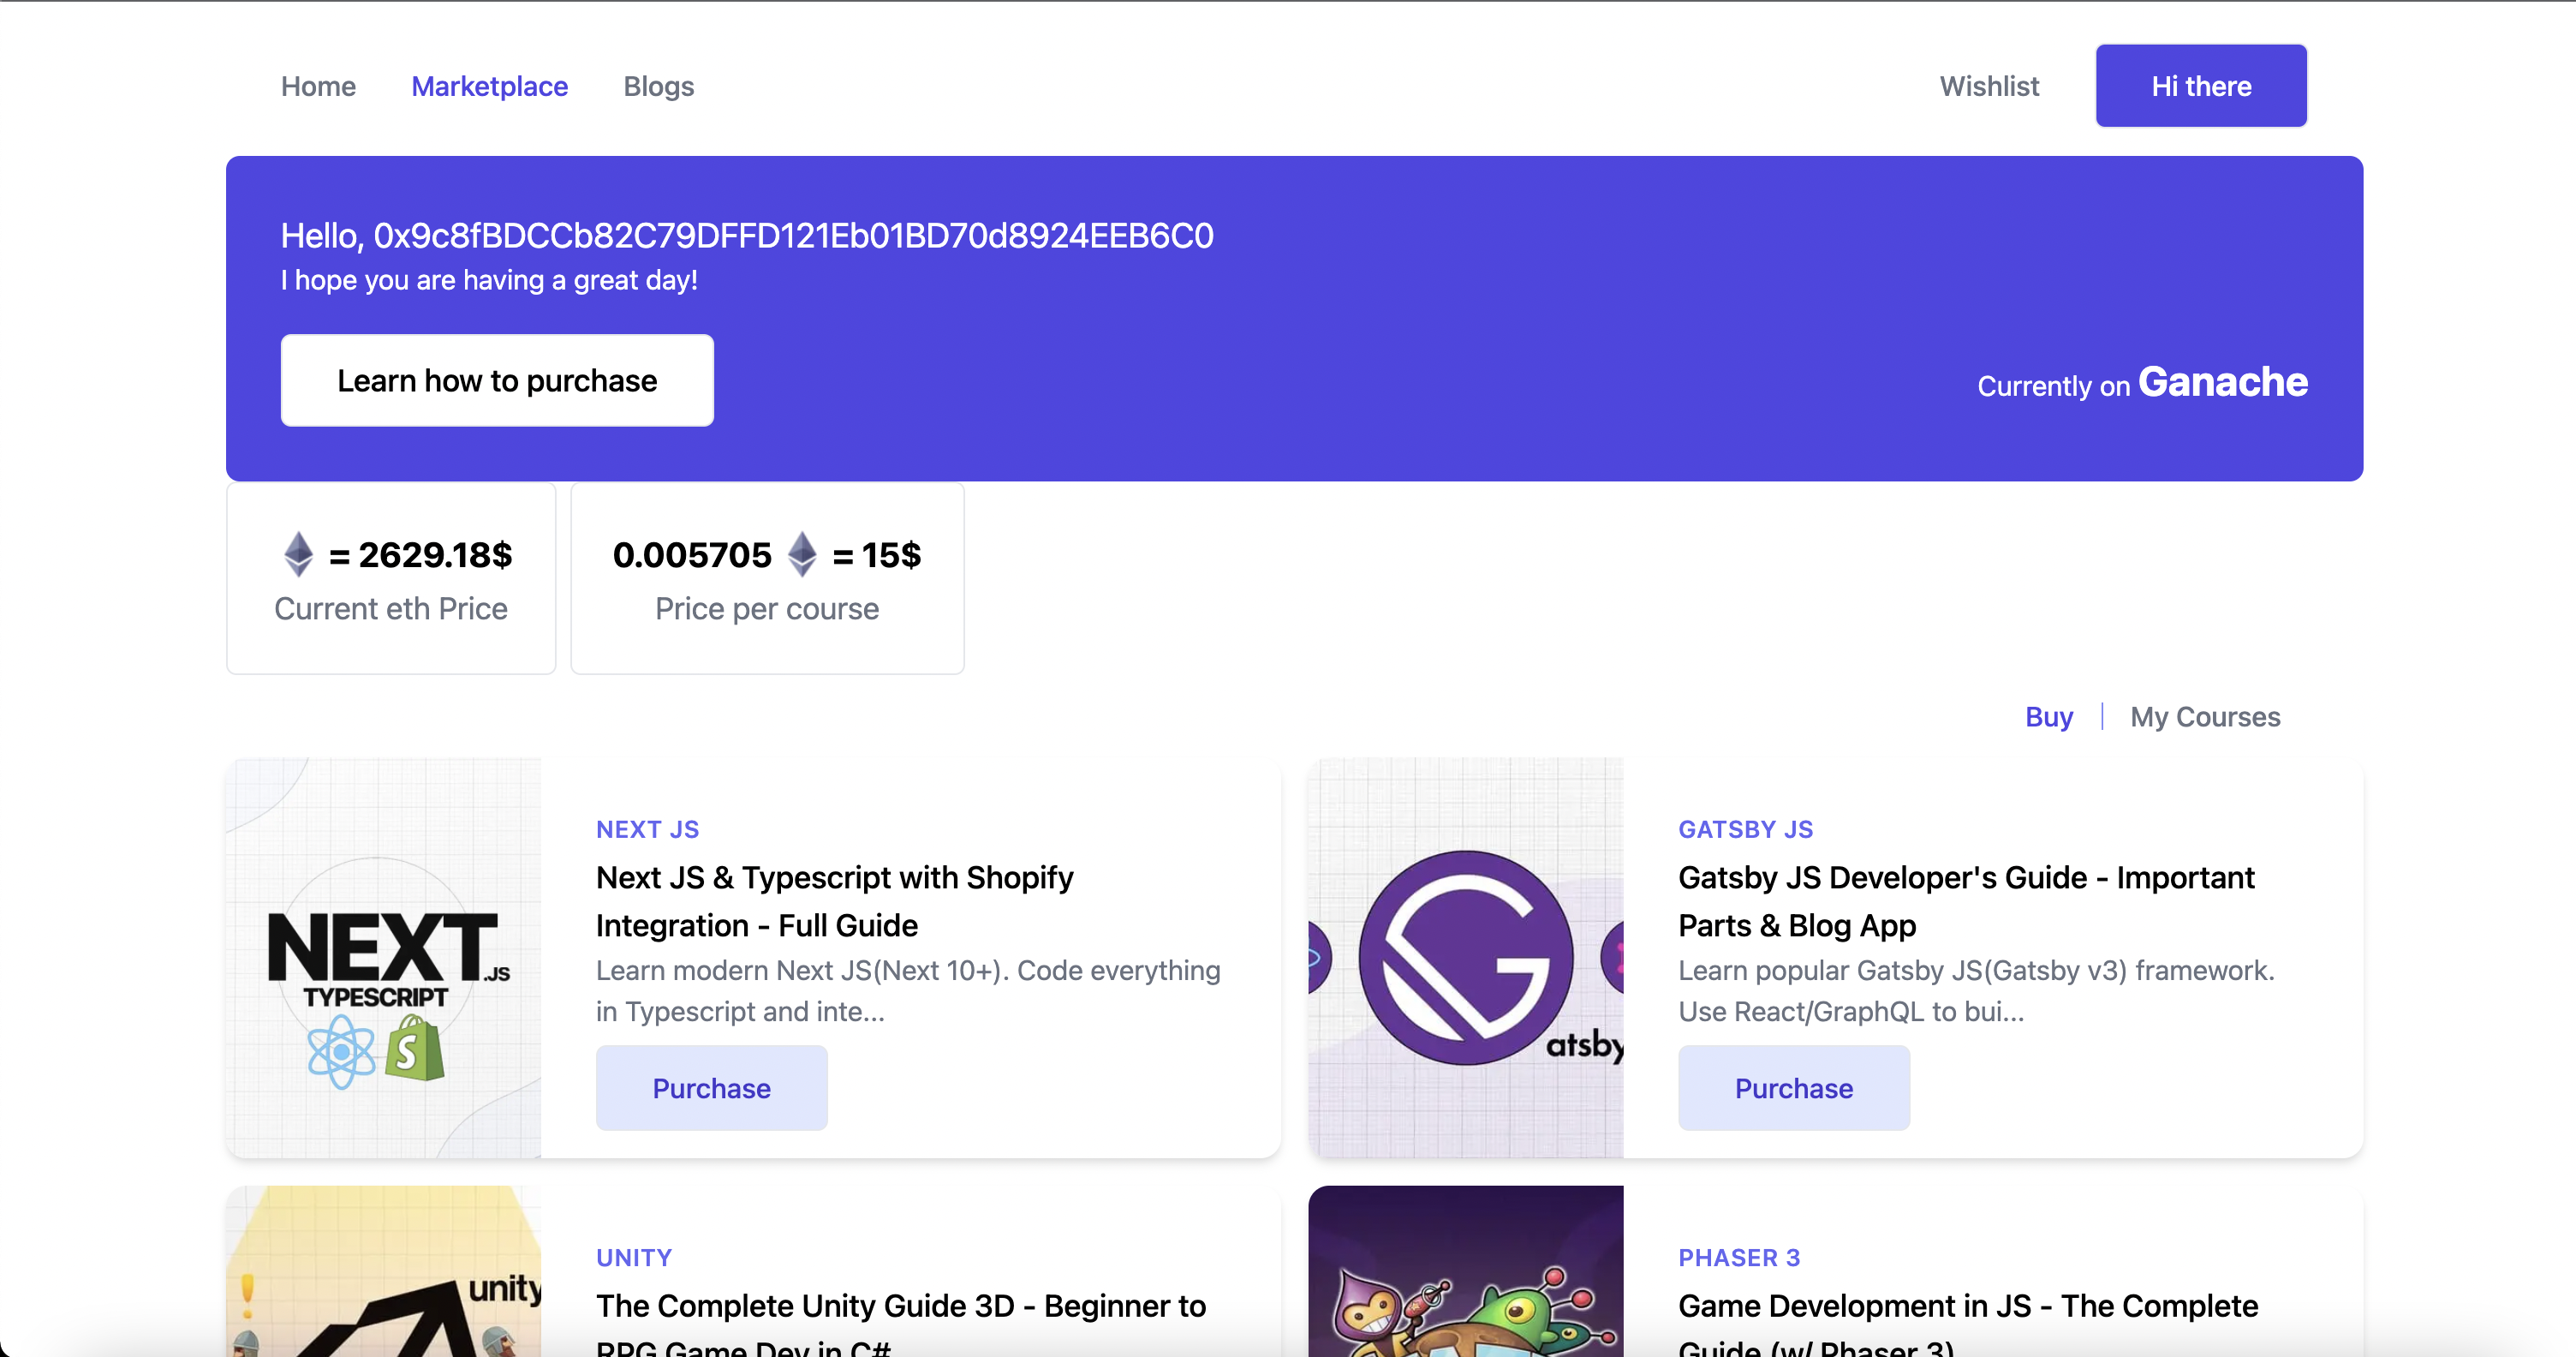 Home Marketplace Blogs Wishlist Hi there
Hello, 0x9c8fBDCCb82C79DFFD121Eb01BD70d8924EEB6C0
I hope you are having a great day!
Learn how to purchase
Currently on Ganache
= 2629.18$
Current eth Price
0.005705 = 15$
Price per course
Buy | My Courses
NEXT.JS
TYPESCRIPT
S
NEXT JS
Next JS & Typescript with Shopify
Integration - Full Guide
Learn modern Next JS(Next 10+). Code everything
in Typescript and inte...
Purchase
atsby
GATSBY JS
Gatsby JS Developer's Guide - Important
Parts & Blog App
Learn popular Gatsby JS(Gatsby v3) framework.
Use React/GraphQL to bui...
Purchase
unity
UNITY
The Complete Unity Guide 3D - Beginner to
RPG Game Dev in C#
PHASER 3
Game Development in JS - The Complete
Guide (w/ Phaser 3)